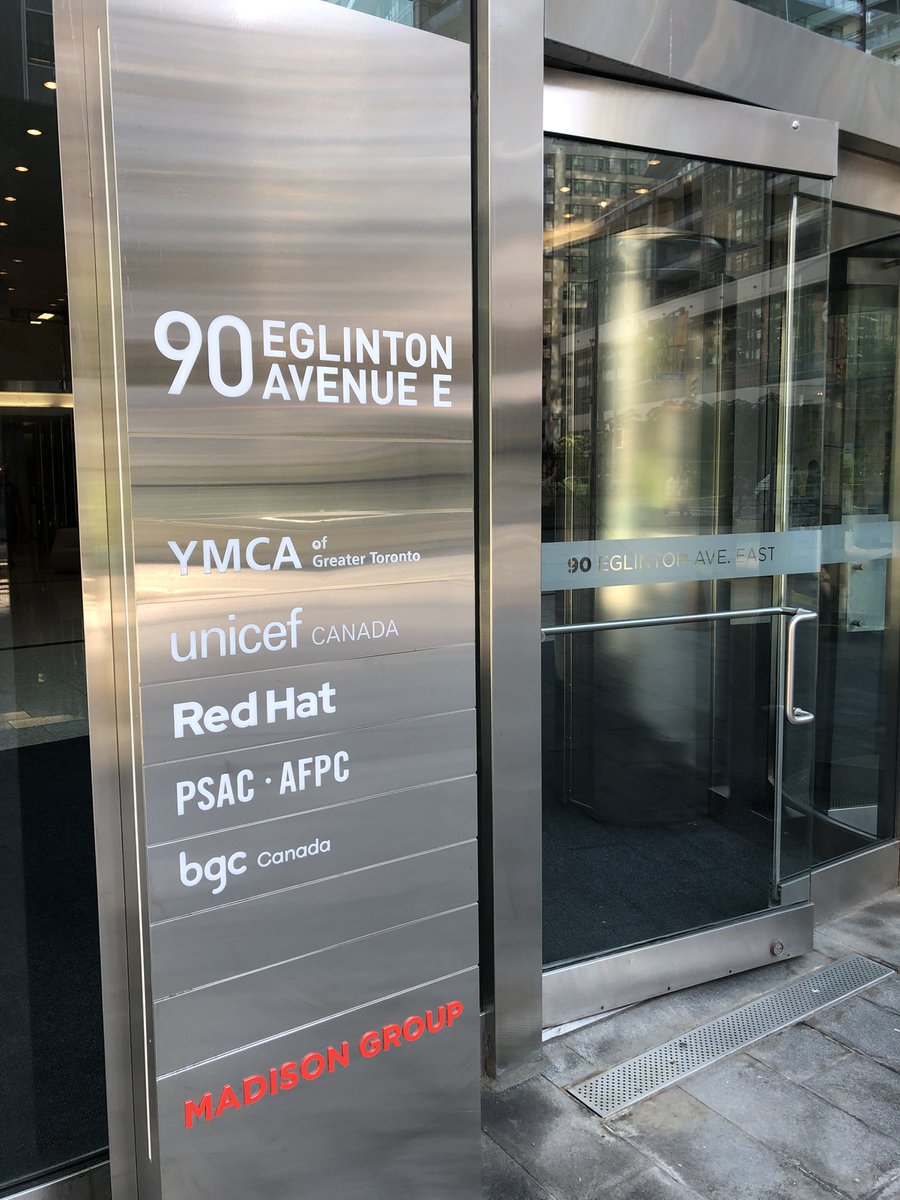 90 EGLINTON
AVENUE E
YMCA of
Greater Toronto
unicef CANADA
Red Hat
PSAC · AFPC
bgc Canada
MADISON GROUP
90 EGLINTON AVE. EAST